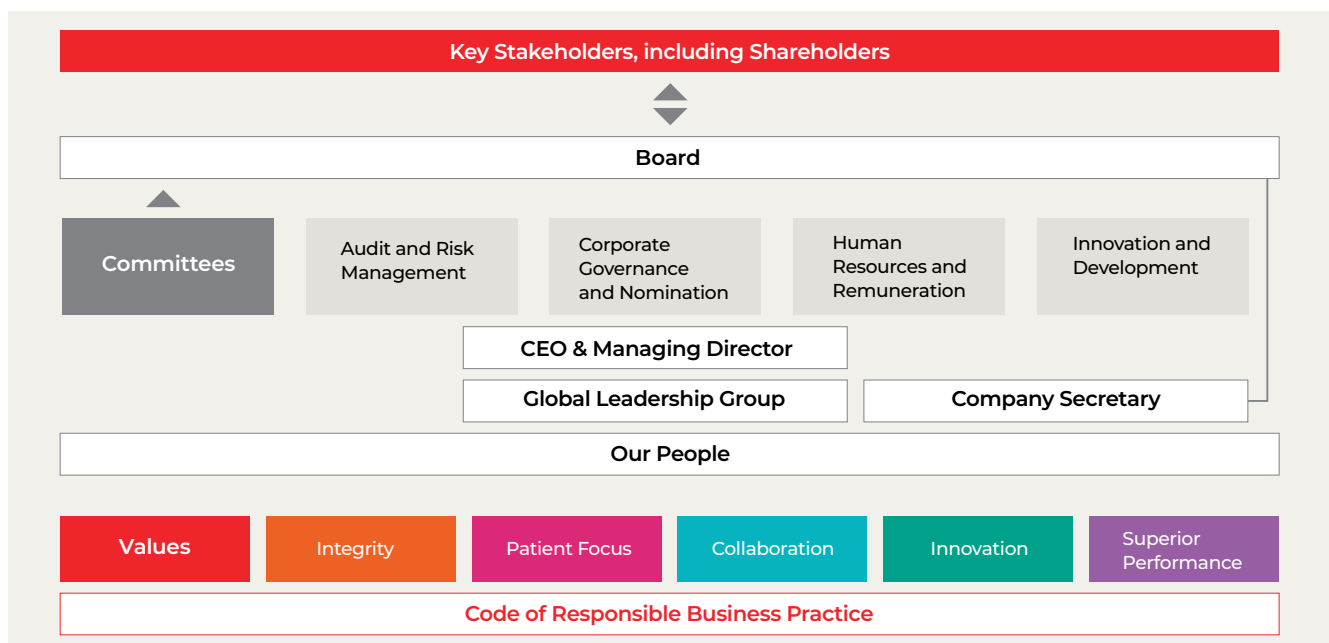 Key Stakeholders, including Shareholders
Board
Committees
Audit and Risk
Management
Corporate
Governance
and Nomination
Human
Resources and
Remuneration
Innovation and
Development
CEO & Managing Director
Global Leadership Group
Company Secretary
Our People
Values
Integrity
Patient Focus
Collaboration
Innovation
Superior
Performance
Code of Responsible Business Practice